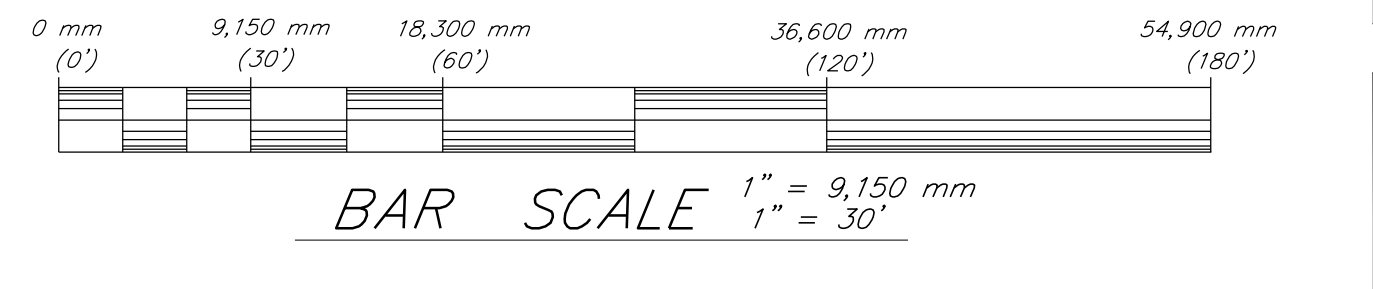 0 mm 9,150 mm 18,300 mm 36,600 mm 54,900 mm
(0') (30') (60') (120') (180')
BAR SCALE 1" = 9,150 mm
1" = 30'